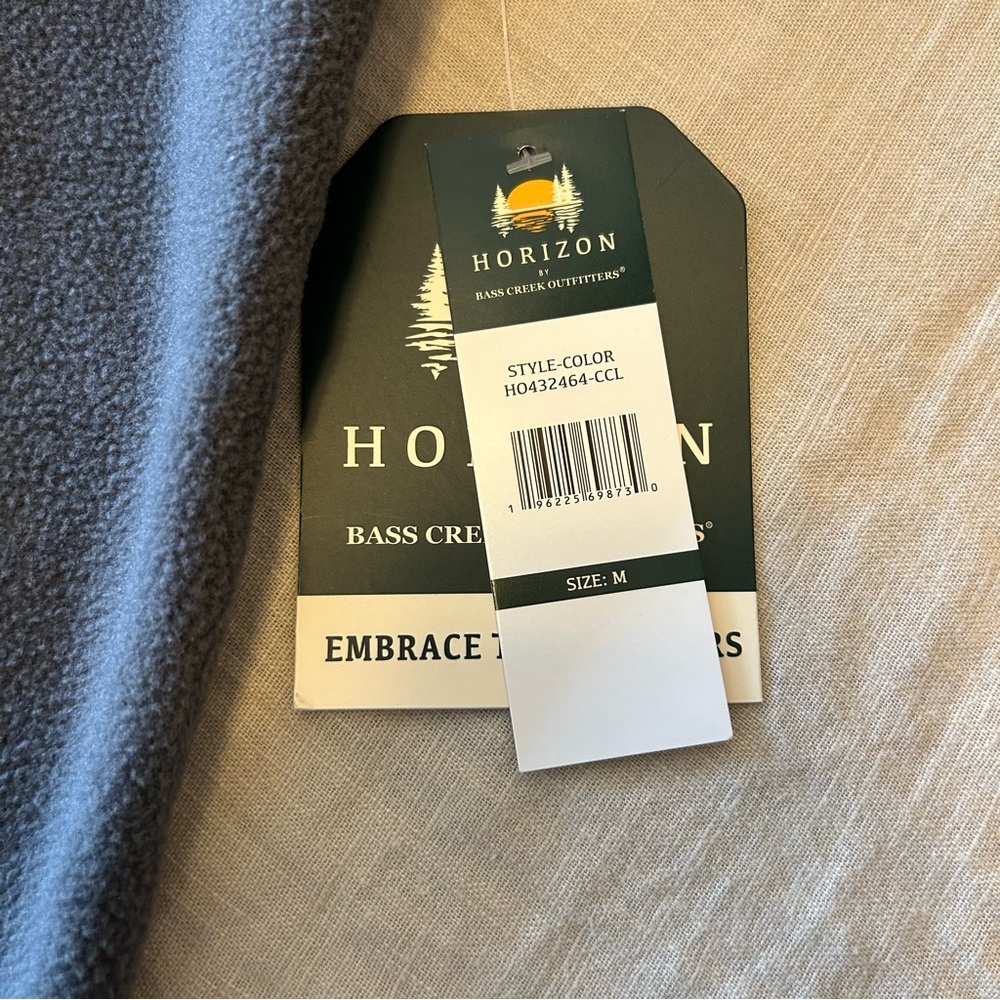 HORIZON
BY
BASS CREEK OUTFITTERS®
STYLE-COLOR
HO432464-CCL
1 96225 69873 0
SIZE: M
HO N
BASS CRE S®
EMBRACE T RS